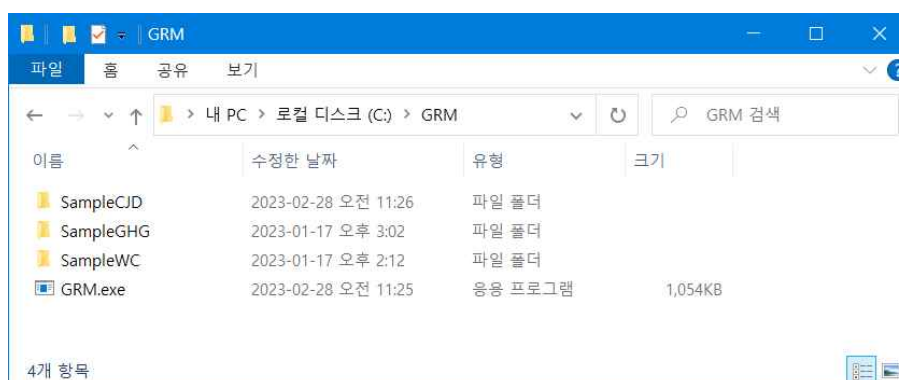 GRM
파일 홈 공유 보기
내 PC > 로컬 디스크 (C:) > GRM GRM 검색
이름 수정한 날짜 유형 크기
SampleCJD 2023-02-28 오전 11:26 파일 폴더
SampleGHG 2023-01-17 오후 3:02 파일 폴더
SampleWC 2023-01-17 오후 2:12 파일 폴더
GRM.exe 2023-02-28 오전 11:25 응용 프로그램 1,054KB
4개 항목